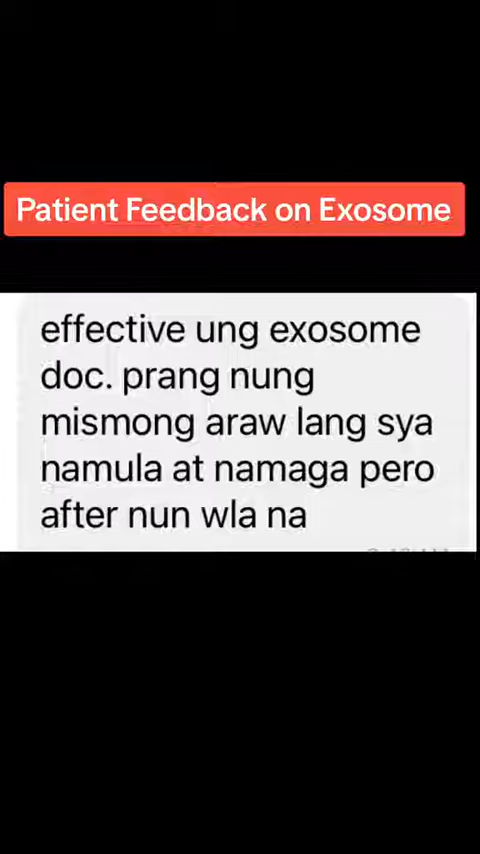 Patient Feedback on Exosome
effective ung exosome
doc. prang nung
mismong araw lang sya
namula at namaga pero
after nun wla na